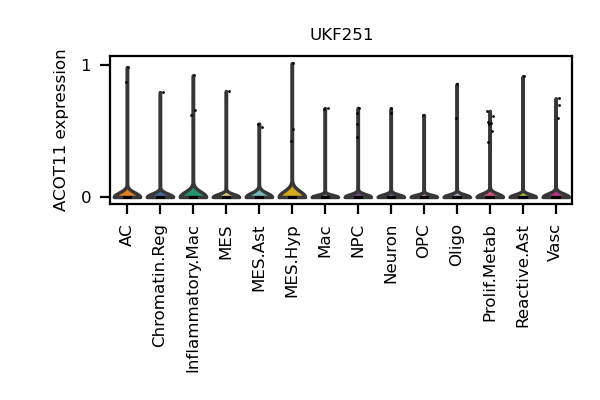 UKF251
ACOT11 expression
1
0
AC
Chromatin.Reg
Inflammatory.Mac
MES
MES.Ast
MES.Hyp
Mac
NPC
Neuron
OPC
Oligo
Prolif.Metab
Reactive.Ast
Vasc